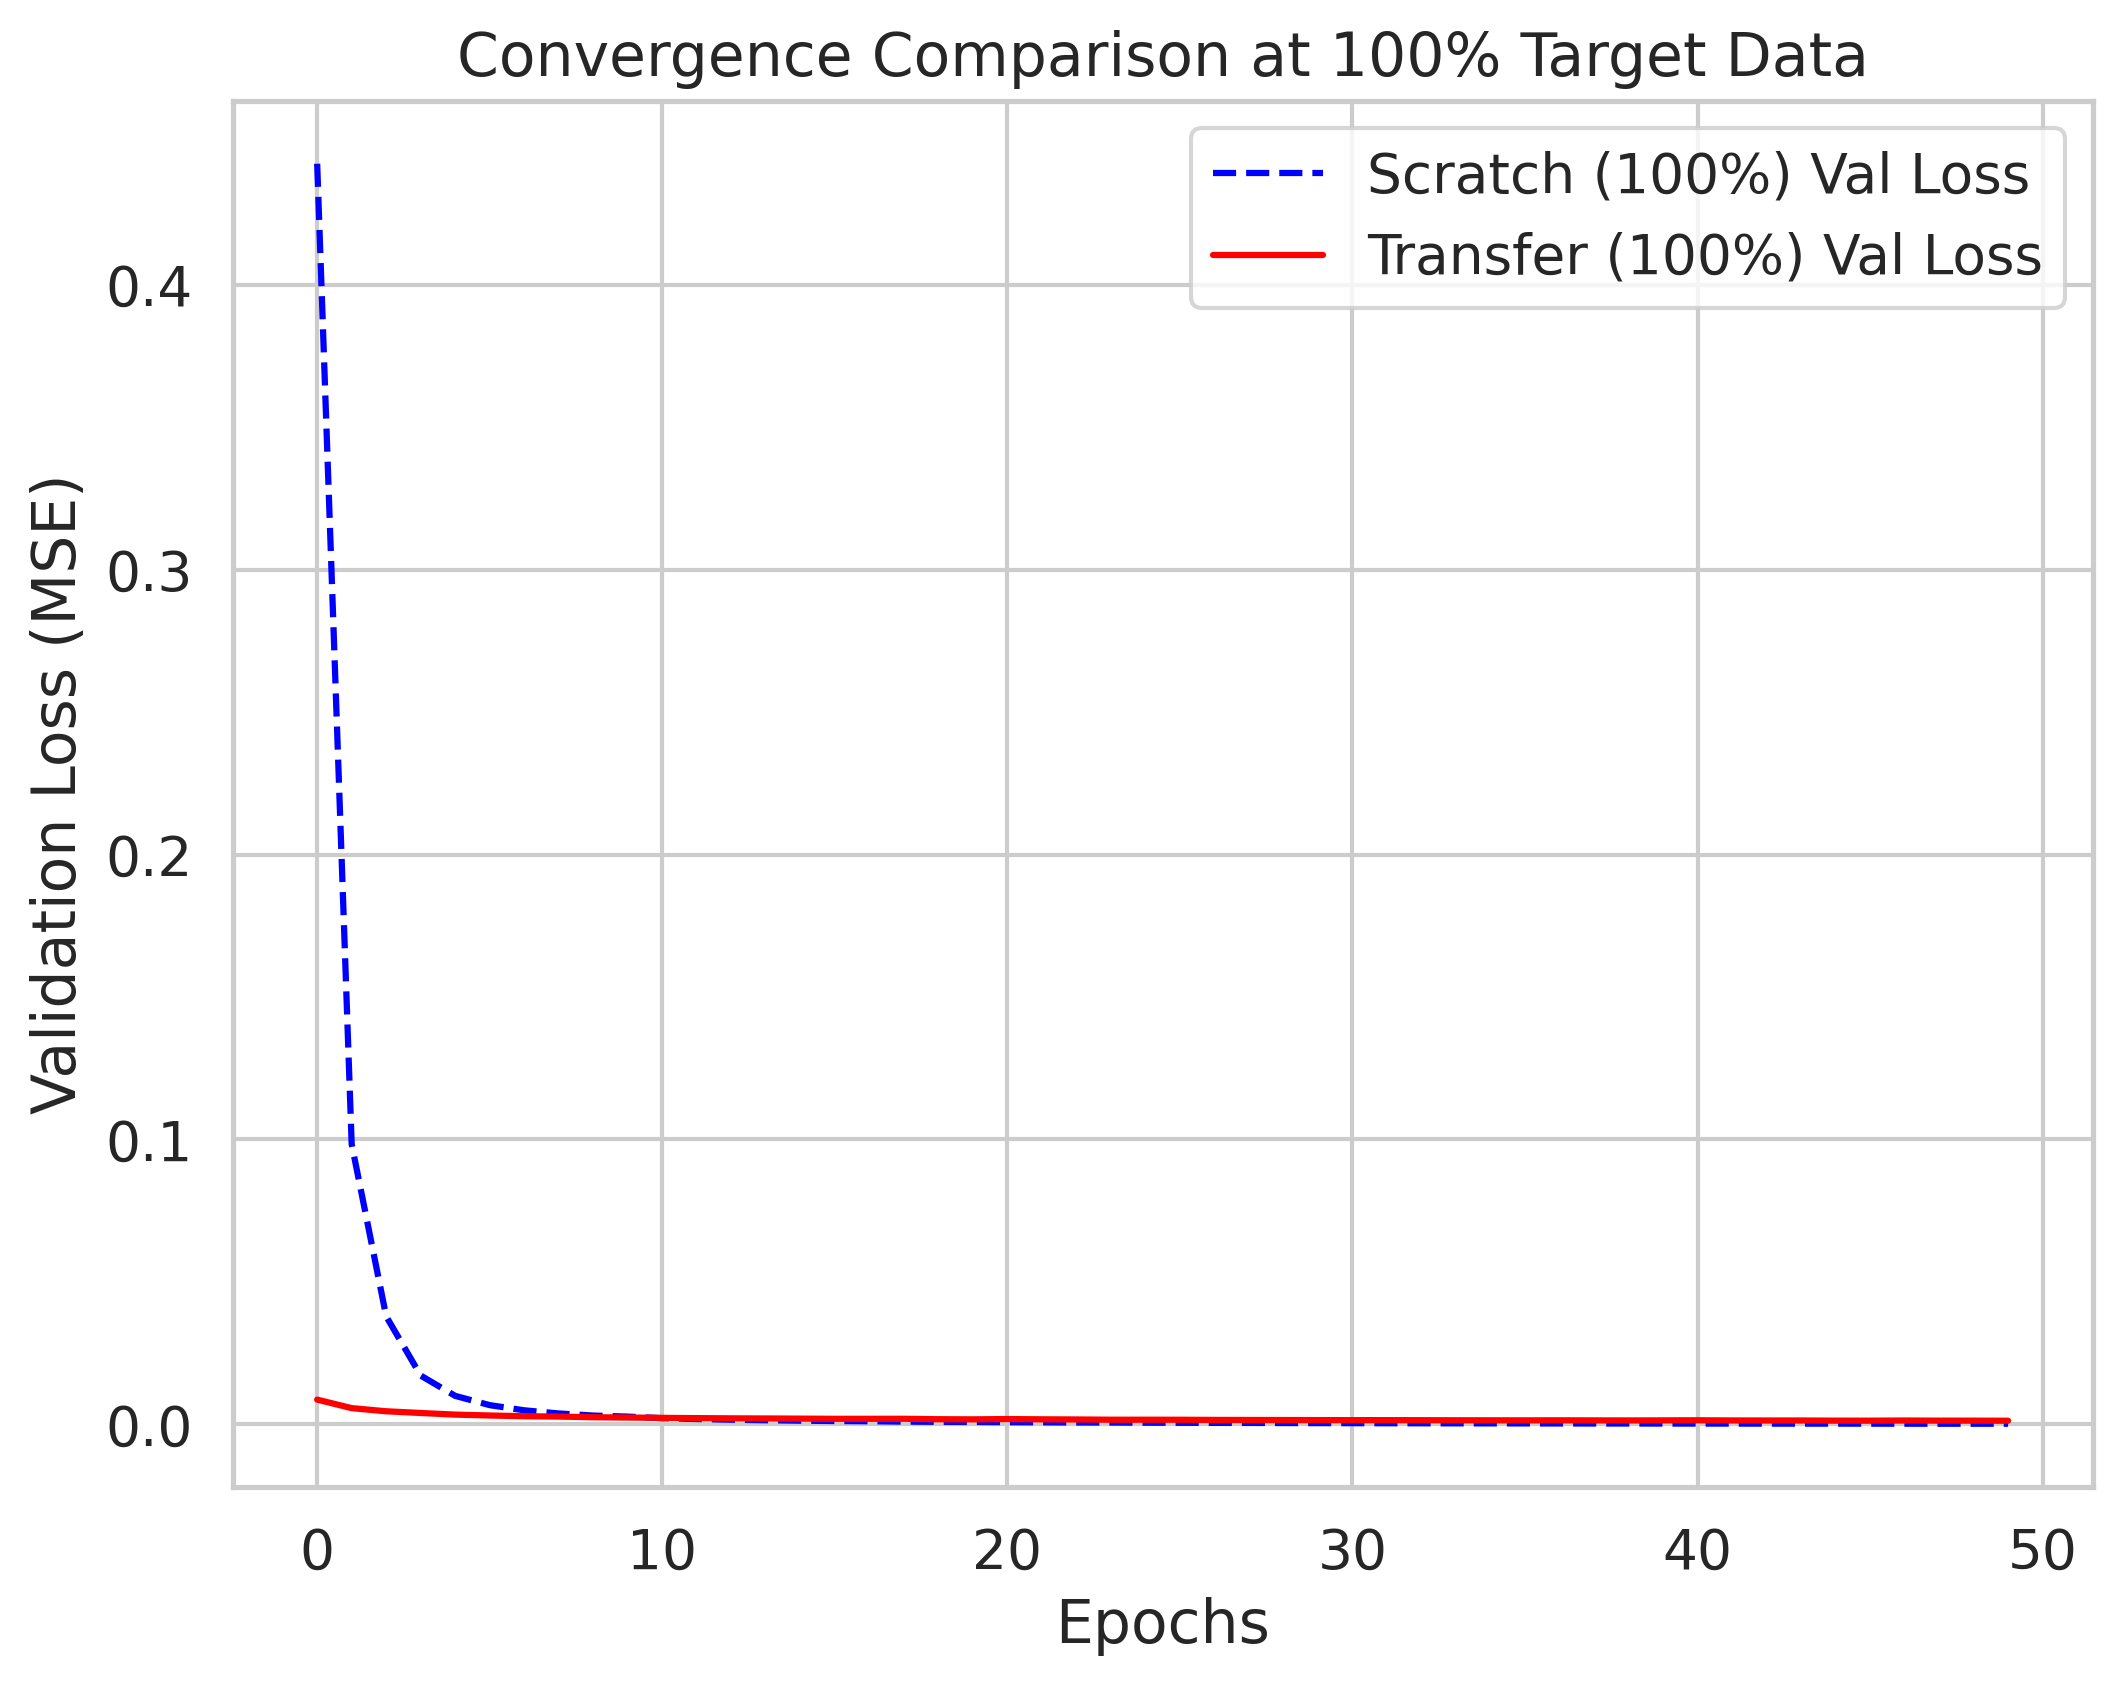 Convergence Comparison at 100% Target Data
Scratch (100%) Val Loss
Transfer (100%) Val Loss
Validation Loss (MSE)
0.4
0.3
0.2
0.1
0.0
0 10 20 30 40 50
Epochs